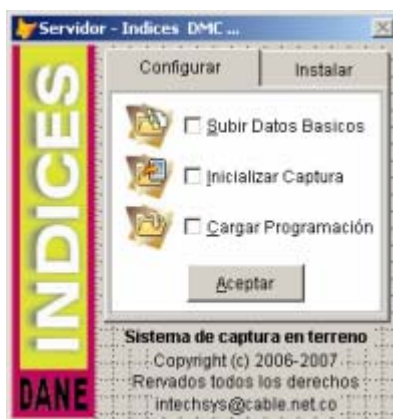 Servidor - Indices DMC ...
Configurar
Instalar
INDICES
Subir Datos Basicos
Inicializar Captura
Cargar Programación
Aceptar
DANE
Sistema de captura en terreno
Copyright (c) 2006-2007
Rervados todos los derechos
intechsys@cable.net.co